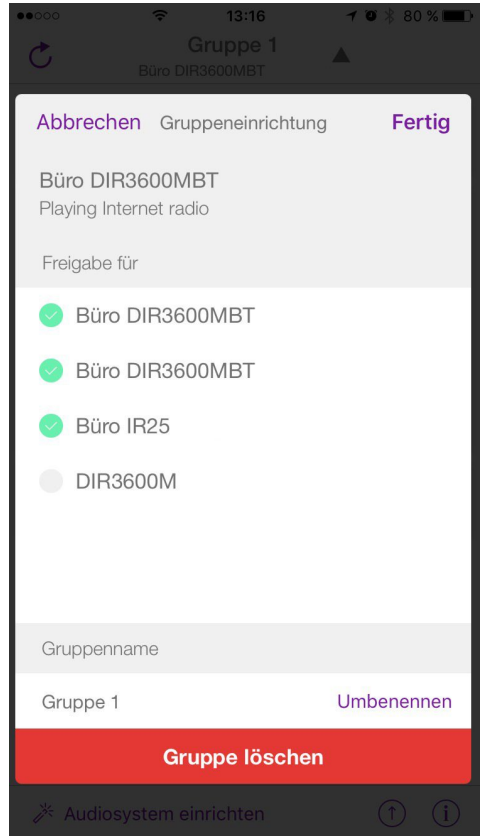 13:16
80 %
Gruppe 1
Büro DIR3600MBT
Abbrechen Gruppeneinrichtung Fertig
Büro DIR3600MBT
Playing Internet radio
Freigabe für
Büro DIR3600MBT
Büro DIR3600MBT
Büro IR25
DIR3600M
Gruppenname
Gruppe 1 Umbenennen
Gruppe löschen
Audiosystem einrichten